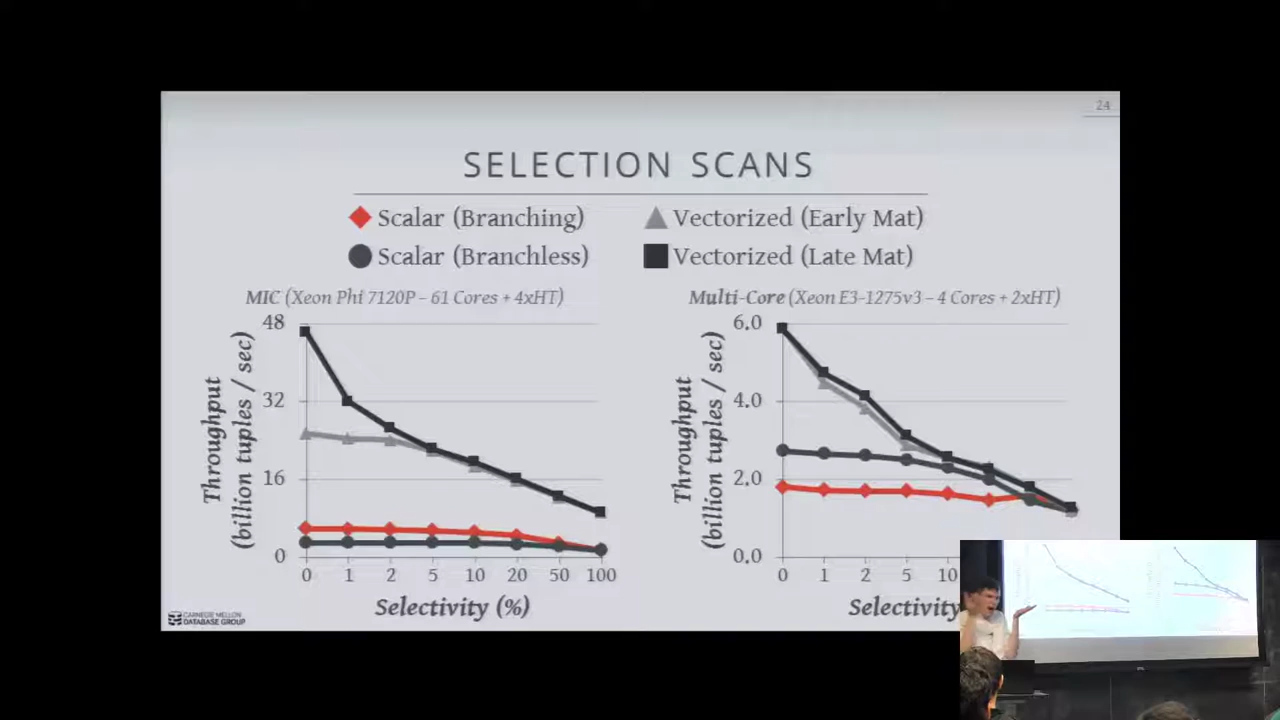 24
SELECTION SCANS
Scalar (Branching)
Vectorized (Early Mat)
Scalar (Branchless)
Vectorized (Late Mat)
MIC (Xeon Phi 7120P – 61 Cores + 4xHT)
Throughput
(billion tuples / sec)
48
32
16
0
0 1 2 5 10 20 50 100
Selectivity (%)
Multi-Core (Xeon E3-1275v3 – 4 Cores + 2xHT)
Throughput
(billion tuples / sec)
6.0
4.0
2.0
0.0
0 1 2 5 10
Selectivity
CARNEGIE MELLON
DATABASE GROUP